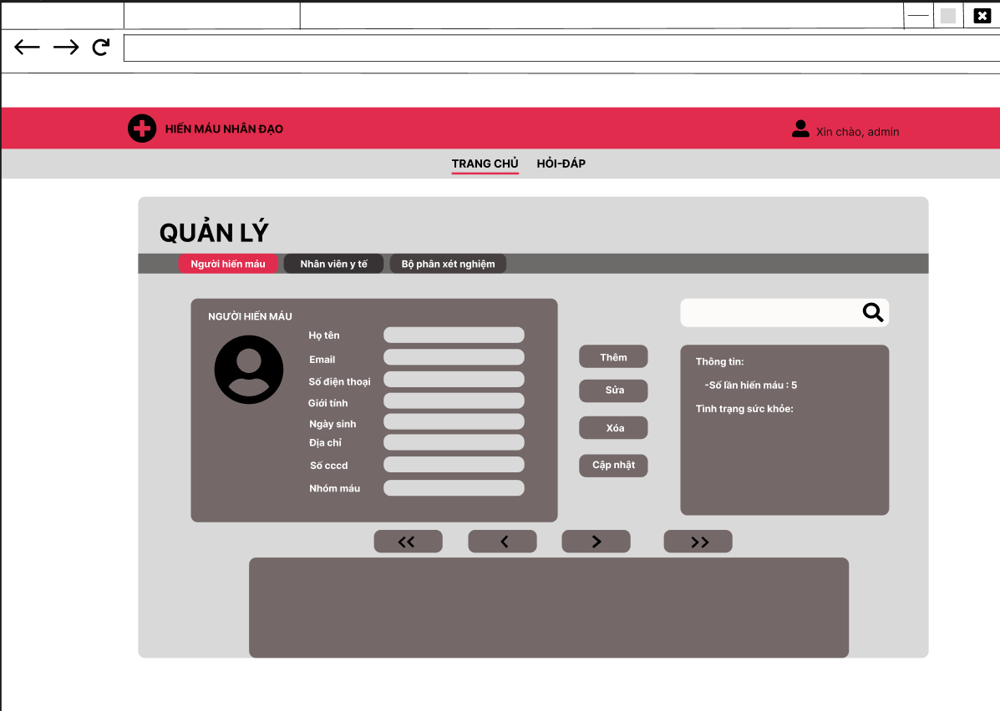 HIẾN MÁU NHÂN ĐẠO
Xin chào, admin
TRANG CHỦ HỎI-ĐÁP
QUẢN LÝ
Người hiến máu Nhân viên y tế Bộ phân xét nghiệm
NGƯỜI HIẾN MÁU
Họ tên
Email
Số điện thoại
Giới tính
Ngày sinh
Địa chỉ
Số cccd
Nhóm máu
Thêm
Sửa
Xóa
Cập nhật
Thông tin:
-Số lần hiến máu : 5
Tình trạng sức khỏe:
<< < > >>